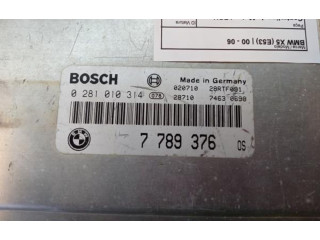 BMW X5 (E53) 00 - 06
BOSCH
Made in Germany
0 281 010 314
020710 28RTF001
28710 7463 0690
7 789 376
DS